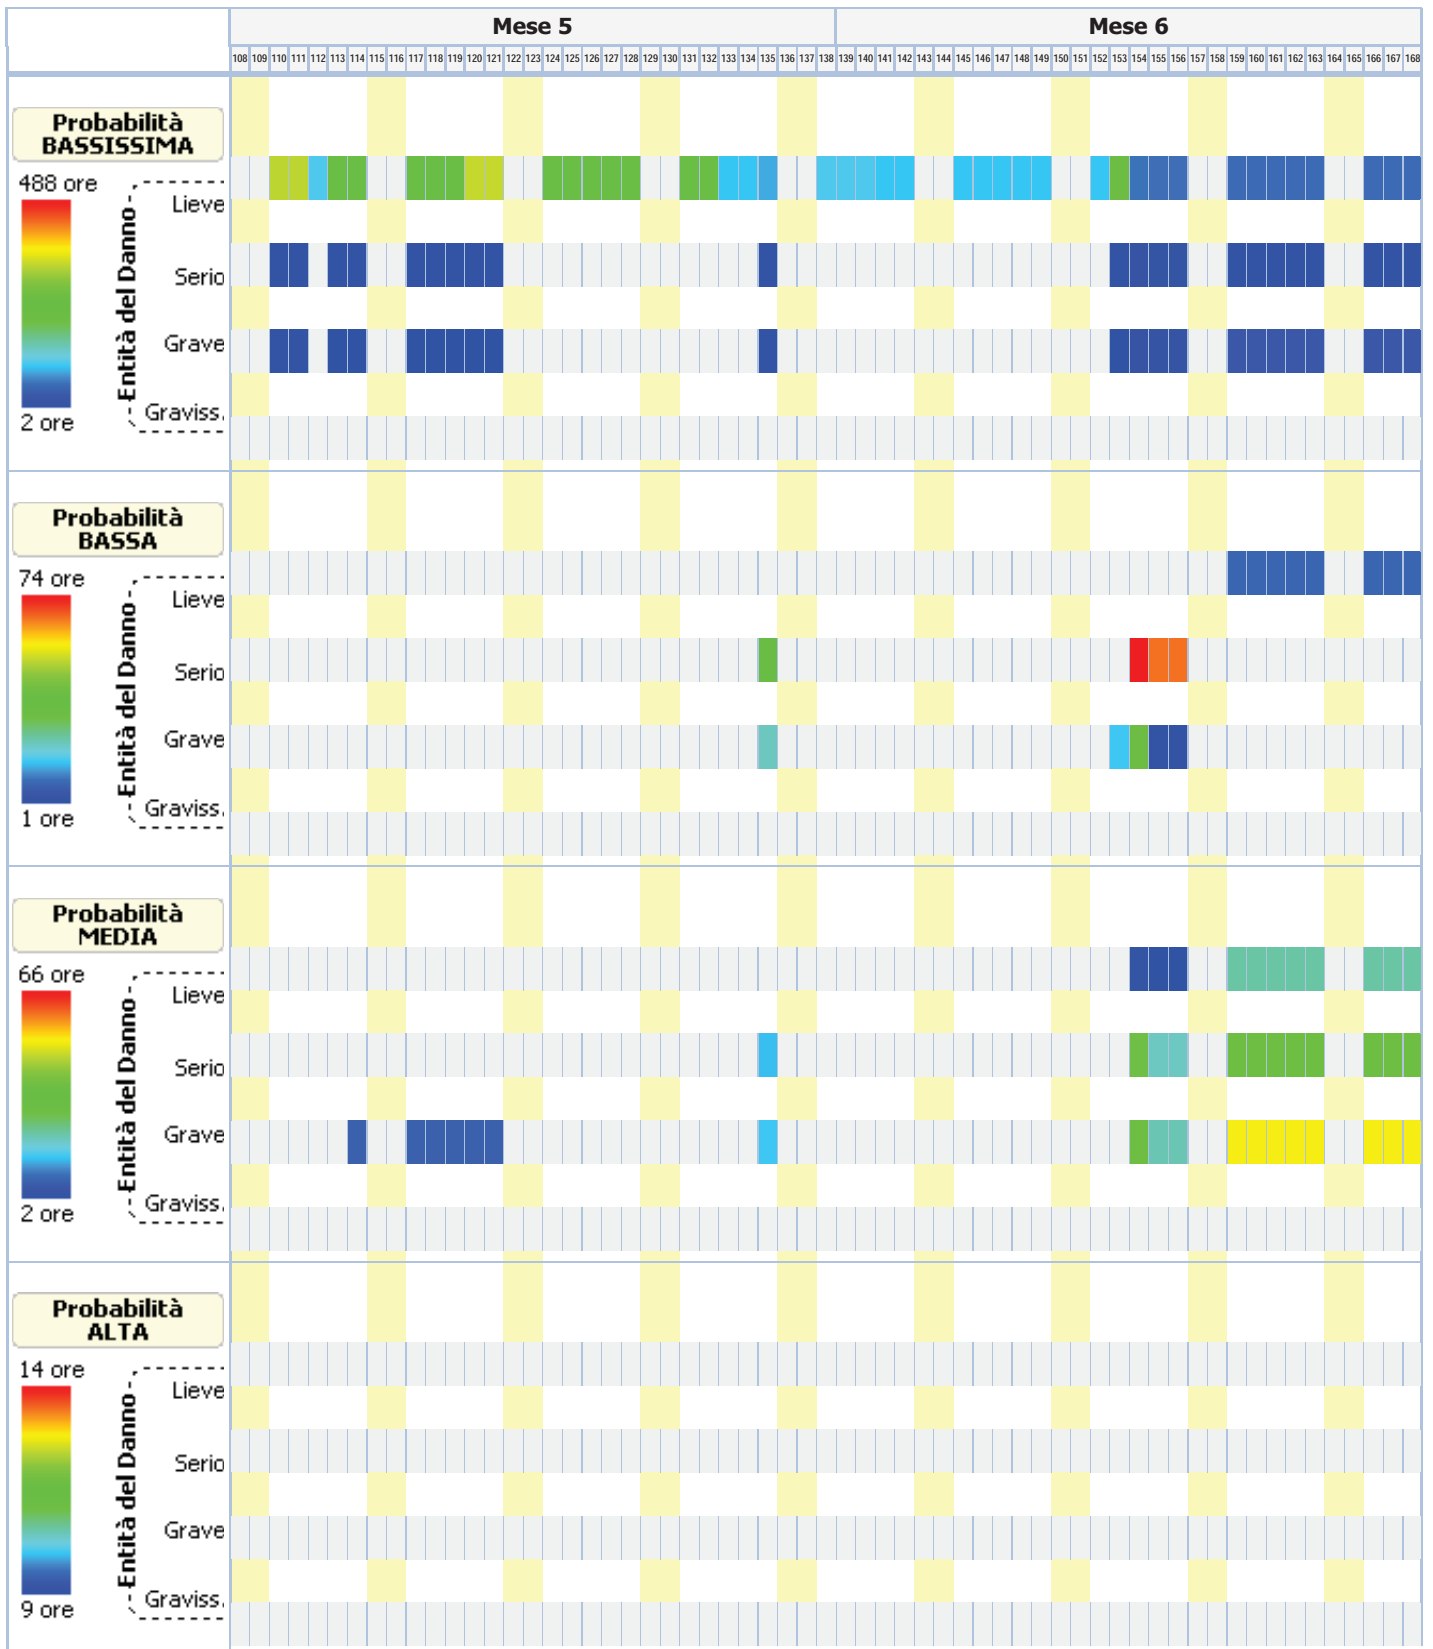 Mese 5 Mese 6
108 109 110 111 112 113 114 115 116 117 118 119 120 121 122 123 124 125 126 127 128 129 130 131 132 133 134 135 136 137 138 139 140 141 142 143 144 145 146 147 148 149 150 151 152 153 154 155 156 157 158 159 160 161 162 163 164 165 166 167 168
Probabilità
BASSISSIMA
488 ore
Entità del Danno
Lieve
Serio
Grave
Graviss.
2 ore
Probabilità
BASSA
74 ore
Entità del Danno
Lieve
Serio
Grave
Graviss.
1 ore
Probabilità
MEDIA
66 ore
Entità del Danno
Lieve
Serio
Grave
Graviss.
2 ore
Probabilità
ALTA
14 ore
Entità del Danno
Lieve
Serio
Grave
Graviss.
9 ore